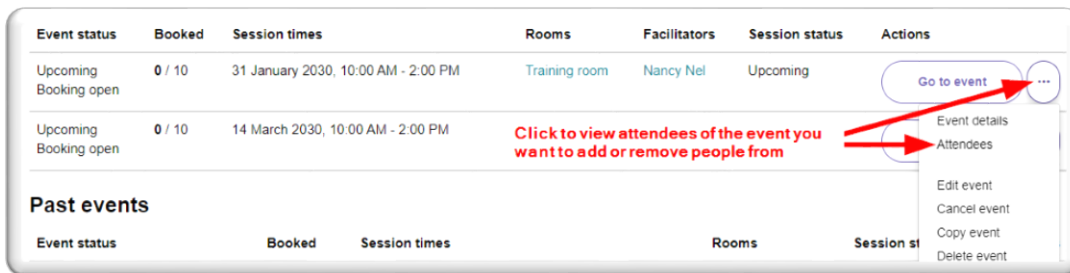 Event status Booked Session times Rooms Facilitators Session status Actions
Upcoming 0 / 10 31 January 2030, 10:00 AM - 2:00 PM Training room Nancy Nel Upcoming Go to event ...
Booking open
Event details
Upcoming 0 / 10 14 March 2030, 10:00 AM - 2:00 PM
Booking open
Click to view attendees of the event you
want to add or remove people from
Attendees
Edit event
Past events
Cancel event
Copy event
Event status Booked Session times Rooms Session
Delete event